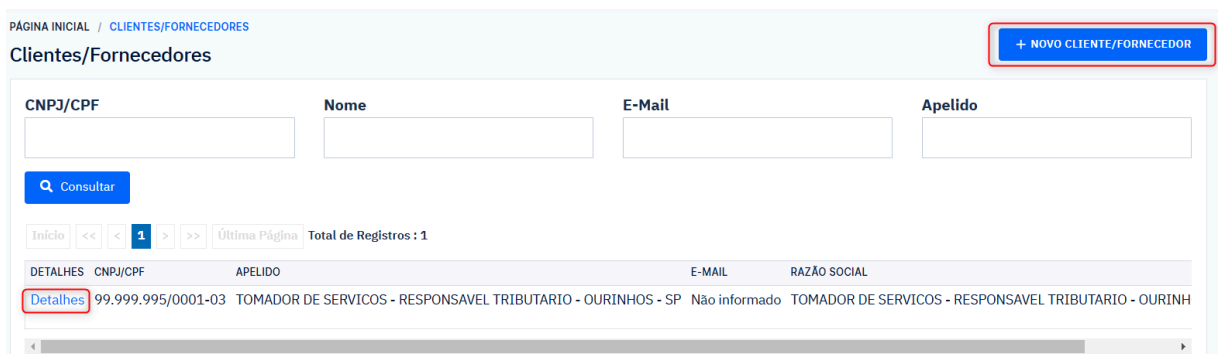 PÁGINA INICIAL / CLIENTES/FORNECEDORES
Clientes/Fornecedores
+ NOVO CLIENTE/FORNECEDOR
CNPJ/CPF Nome E-Mail Apelido
Consultar
Início << < 1 > >> Última Página Total de Registros : 1
DETALHES CNPJ/CPF APELIDO E-MAIL RAZÃO SOCIAL
Detalhes 99.999.995/0001-03 TOMADOR DE SERVICOS - RESPONSAVEL TRIBUTARIO - OURINHOS - SP Não informado TOMADOR DE SERVICOS - RESPONSAVEL TRIBUTARIO - OURINH